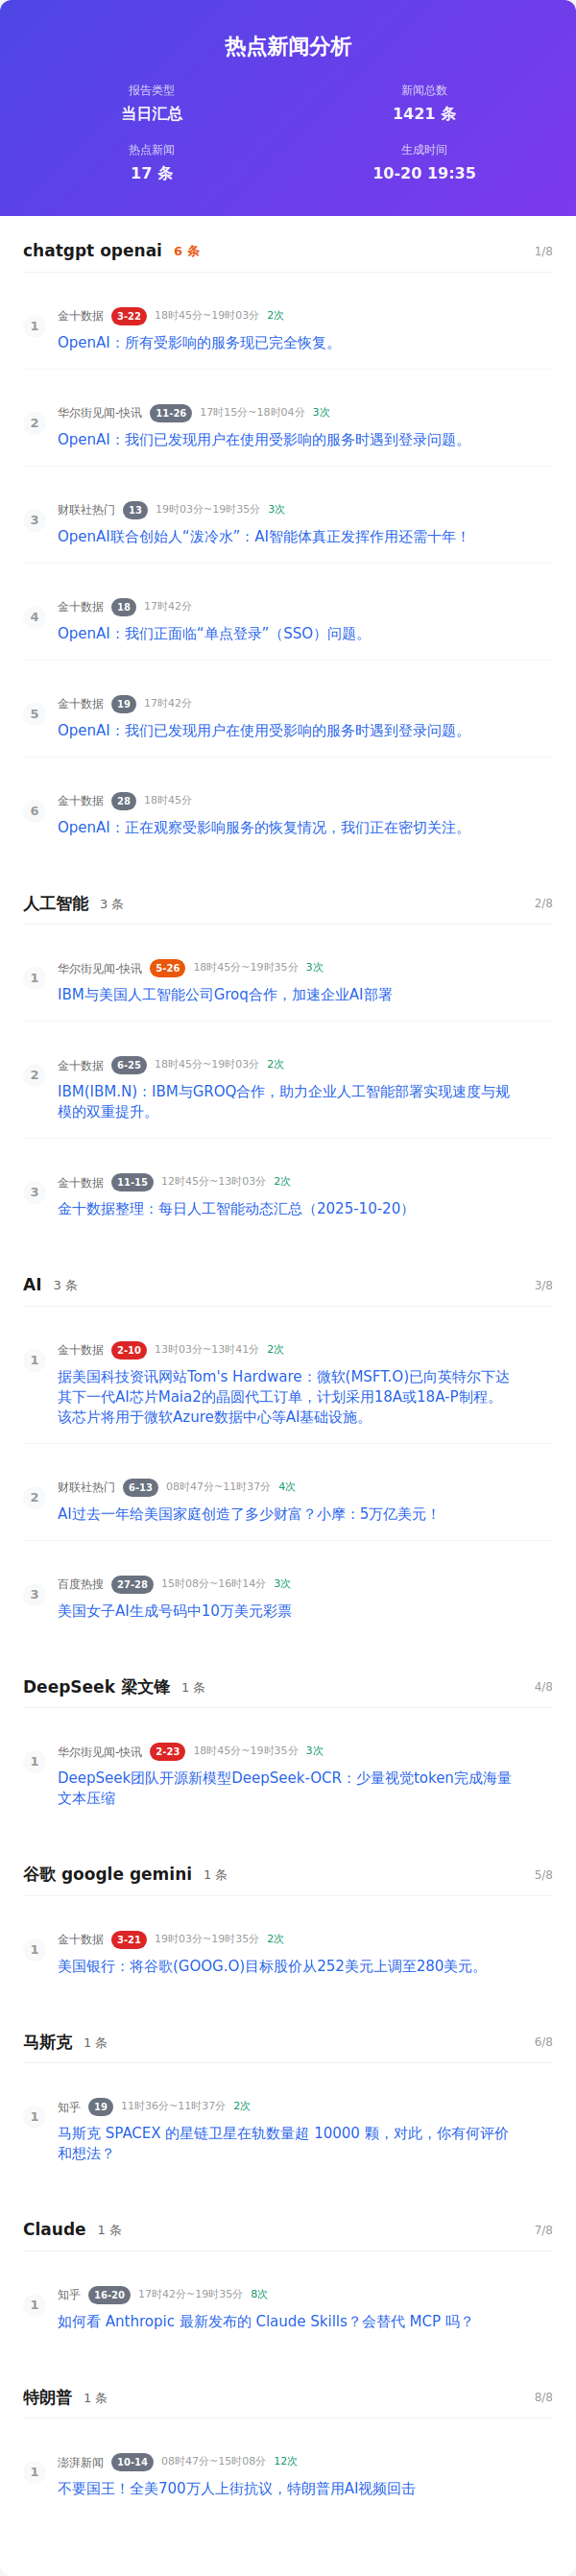 热点新闻分析
报告类型
当日汇总
新闻总数
1421 条
热点新闻
17 条
生成时间
10-20 19:35
chatgpt openai 6 条 1/8
1 金十数据 3-22 18时45分~19时03分 2次
OpenAI：所有受影响的服务现已完全恢复。
2 华尔街见闻-快讯 11-26 17时15分~18时04分 3次
OpenAI：我们已发现用户在使用受影响的服务时遇到登录问题。
3 财联社热门 13 19时03分~19时35分 3次
OpenAI联合创始人“泼冷水”：AI智能体真正发挥作用还需十年！
4 金十数据 18 17时42分
OpenAI：我们正面临“单点登录”（SSO）问题。
5 金十数据 19 17时42分
OpenAI：我们已发现用户在使用受影响的服务时遇到登录问题。
6 金十数据 28 18时45分
OpenAI：正在观察受影响服务的恢复情况，我们正在密切关注。
人工智能 3 条 2/8
1 华尔街见闻-快讯 5-26 18时45分~19时35分 3次
IBM与美国人工智能公司Groq合作，加速企业AI部署
2 金十数据 6-25 18时45分~19时03分 2次
IBM(IBM.N)：IBM与GROQ合作，助力企业人工智能部署实现速度与规
模的双重提升。
3 金十数据 11-15 12时45分~13时03分 2次
金十数据整理：每日人工智能动态汇总（2025-10-20）
AI 3 条 3/8
1 金十数据 2-10 13时03分~13时41分 2次
据美国科技资讯网站Tom's Hardware：微软(MSFT.O)已向英特尔下达
其下一代AI芯片Maia2的晶圆代工订单，计划采用18A或18A-P制程。
该芯片将用于微软Azure数据中心等AI基础设施。
2 财联社热门 6-13 08时47分~11时37分 4次
AI过去一年给美国家庭创造了多少财富？小摩：5万亿美元！
3 百度热搜 27-28 15时08分~16时14分 3次
美国女子AI生成号码中10万美元彩票
DeepSeek 梁文锋 1 条 4/8
1 华尔街见闻-快讯 2-23 18时45分~19时35分 3次
DeepSeek团队开源新模型DeepSeek-OCR：少量视觉token完成海量
文本压缩
谷歌 google gemini 1 条 5/8
1 金十数据 3-21 19时03分~19时35分 2次
美国银行：将谷歌(GOOG.O)目标股价从252美元上调至280美元。
马斯克 1 条 6/8
1 知乎 19 11时36分~11时37分 2次
马斯克 SPACEX 的星链卫星在轨数量超 10000 颗，对此，你有何评价
和想法？
Claude 1 条 7/8
1 知乎 16-20 17时42分~19时35分 8次
如何看 Anthropic 最新发布的 Claude Skills？会替代 MCP 吗？
特朗普 1 条 8/8
1 澎湃新闻 10-14 08时47分~15时08分 12次
不要国王！全美700万人上街抗议，特朗普用AI视频回击